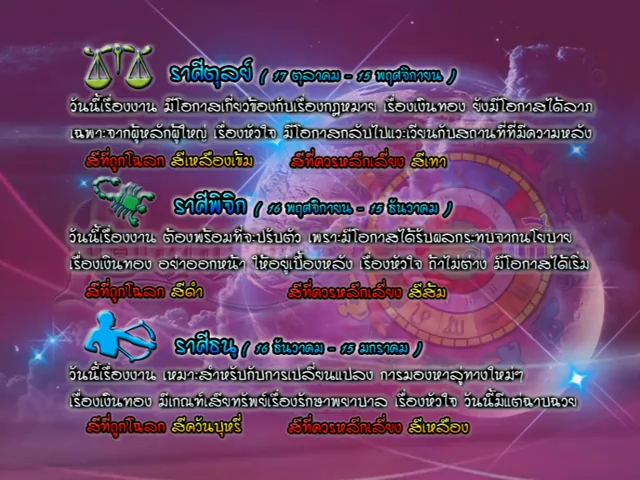 ราศีตุลย์ ( 17 ตุลาคม - 15 พฤศจิกายน )
วันนี้เรื่องงาน มีโอกาสเกี่ยวข้องกับเรื่องกฎหมาย เรื่องเงินทอง ยังมีโอกาสได้ลาภ
เฉพาะจากผู้หลักผู้ใหญ่ เรื่องหัวใจ มีโอกาสกลับไปแวะเวียนกับสถานที่ที่มีความหลัง
สีที่ถูกโฉลก สีเหลืองเข้ม สีที่ควรหลีกเลี่ยง สีเทา
ราศีพิจิก ( 16 พฤศจิกายน - 15 ธันวาคม )
วันนี้เรื่องงาน ต้องพร้อมที่จะปรับตัว เพราะมีโอกาสได้รับผลกระทบจากนโยบาย
เรื่องเงินทอง อย่าออกหน้า ให้อยู่เบื้องหลัง เรื่องหัวใจ ถ้าไม่ต่าง มีโอกาสได้เริ่ม
สีที่ถูกโฉลก สีดำ สีที่ควรหลีกเลี่ยง สีส้ม
ราศีธนู ( 16 ธันวาคม - 15 มกราคม )
วันนี้เรื่องงาน เหมาะสำหรับกับการเปลี่ยนแปลง การมองหาลู่ทางใหม่ๆ
เรื่องเงินทอง มีเกณฑ์เสียทรัพย์เรื่องรักษาพยาบาล เรื่องหัวใจ วันนี้มีแต่ฉาบฉวย
สีที่ถูกโฉลก สีควันบุหรี่ สีที่ควรหลีกเลี่ยง สีเหลือง